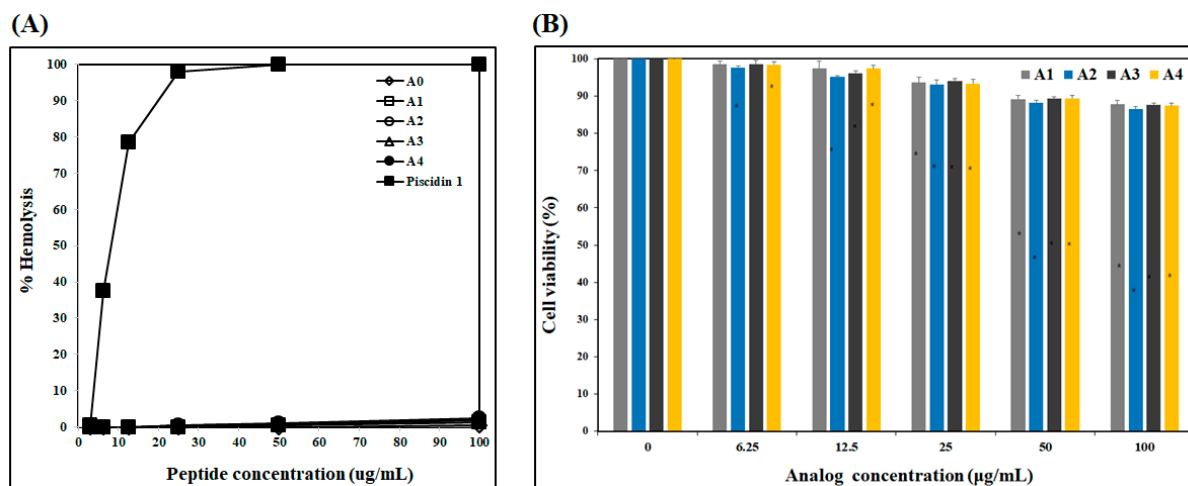 (A)
% Hemolysis
100
90
80
70
60
50
40
30
20
10
0
A0
A1
A2
A3
A4
Piscidin 1
0 10 20 30 40 50 60 70 80 90 100
Peptide concentration (ug/mL)
(B)
Cell viability (%)
100
90
80
70
60
50
40
30
20
10
0
A1 A2 A3 A4
* * * * * * * * * * * * * * * *
0 6.25 12.5 25 50 100
Analog concentration (µg/mL)